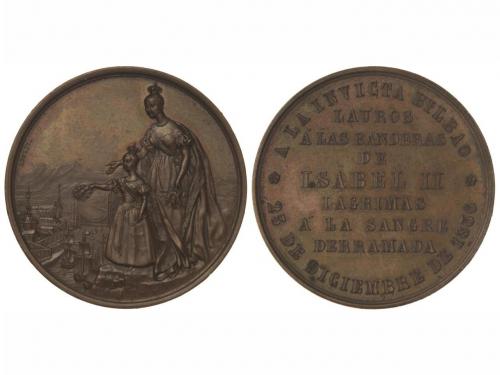 A LA INVICTA BILBAO
LAUROS
Á LAS BANDERAS
DE
ISABEL II
LAGRIMAS
Á LA SANGRE
DERRAMADA
25 DE DICIEMBRE DE 1836